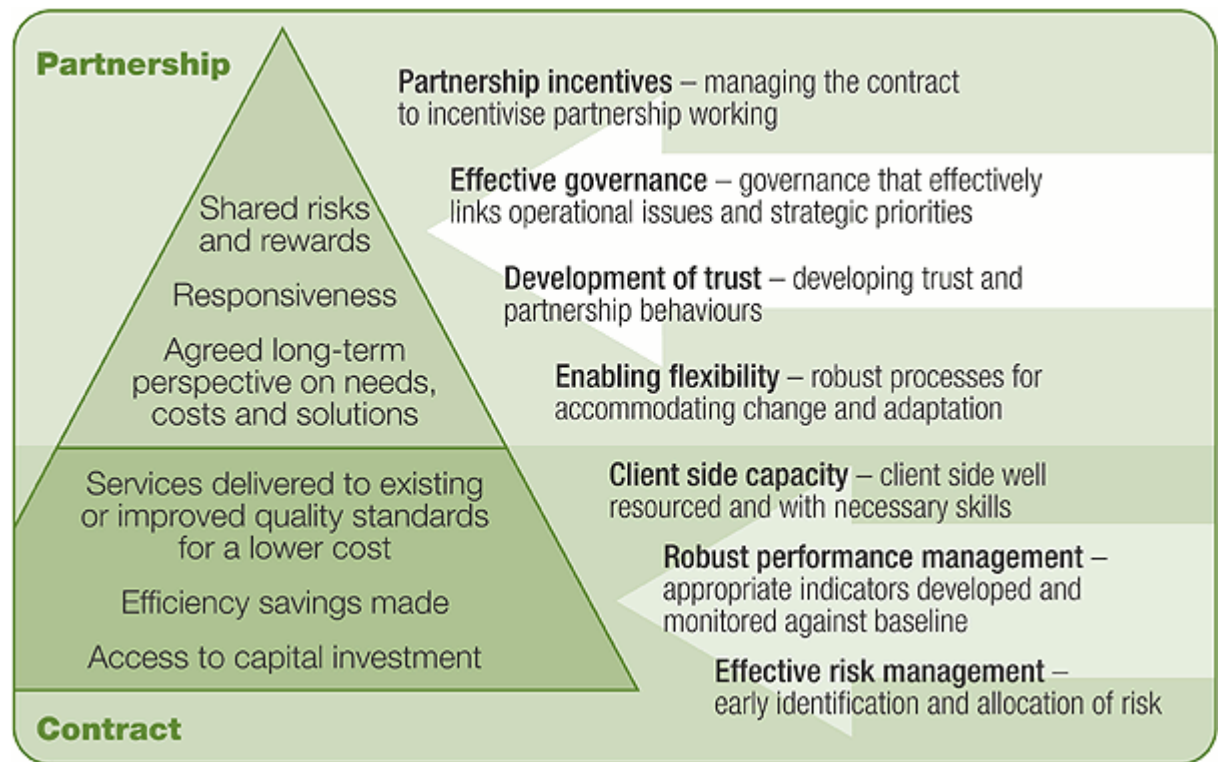 Partnership
Shared risks
and rewards
Responsiveness
Agreed long-term
perspective on needs,
costs and solutions
Services delivered to existing
or improved quality standards
for a lower cost
Efficiency savings made
Access to capital investment
Contract
Partnership incentives – managing the contract
to incentivise partnership working
Effective governance – governance that effectively
links operational issues and strategic priorities
Development of trust – developing trust and
partnership behaviours
Enabling flexibility – robust processes for
accommodating change and adaptation
Client side capacity – client side well
resourced and with necessary skills
Robust performance management –
appropriate indicators developed and
monitored against baseline
Effective risk management –
early identification and allocation of risk